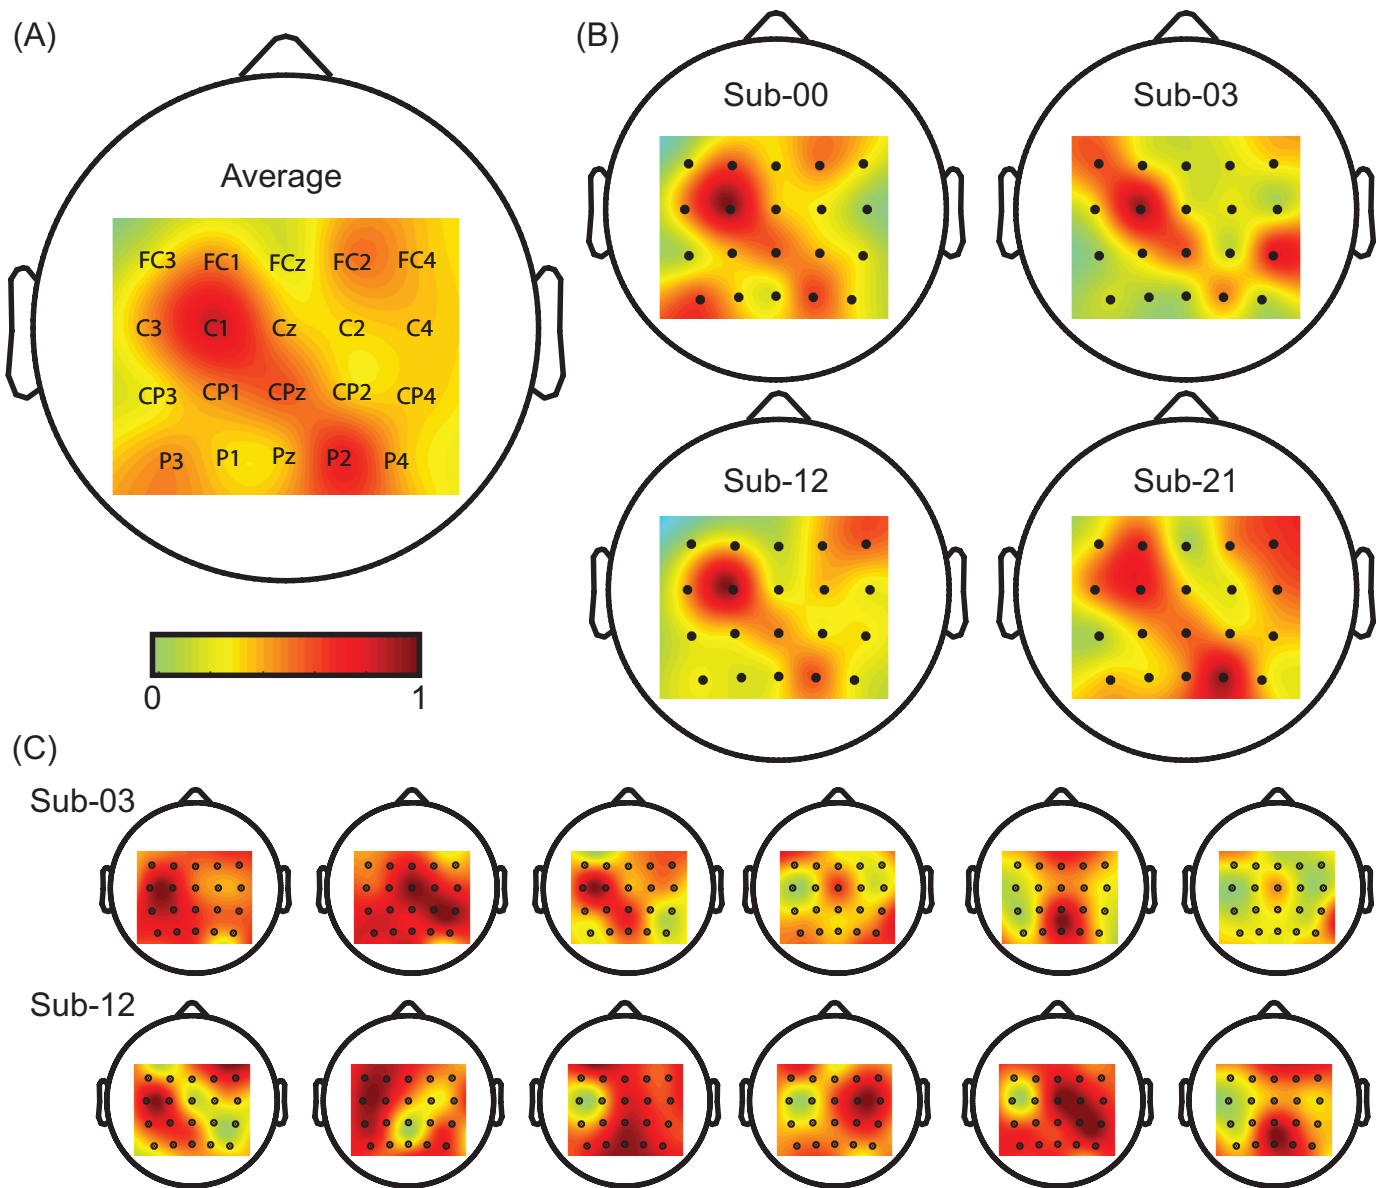 (A)
Average
FC3 FC1 FCz FC2 FC4
C3 C1 Cz C2 C4
CP3 CP1 CPz CP2 CP4
P3 P1 Pz P2 P4
0 1
(B)
Sub-00
Sub-03
Sub-12
Sub-21
(C)
Sub-03
Sub-12